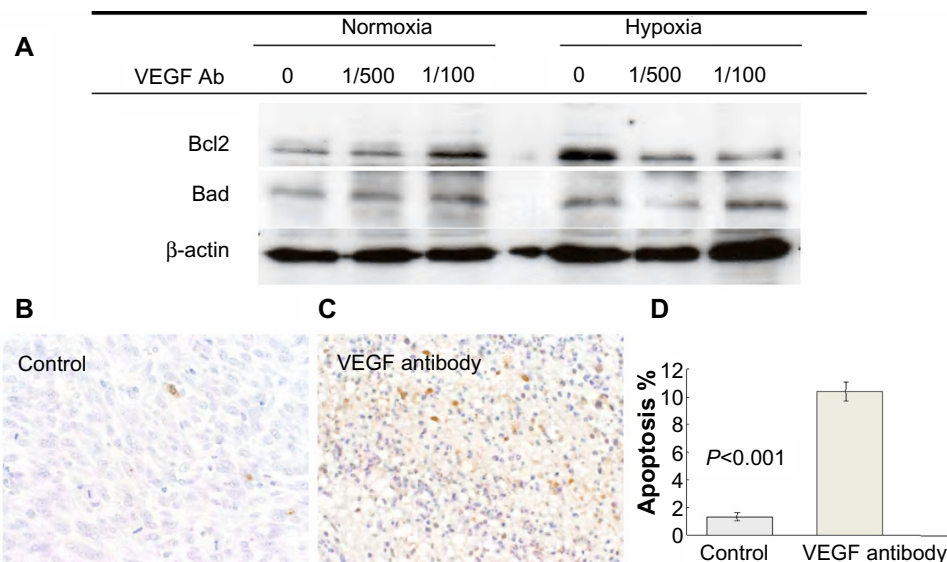 A
Normoxia Hypoxia
VEGF Ab 0 1/500 1/100 0 1/500 1/100
Bcl2
Bad
β-actin
B C D
Control VEGF antibody
12
10
8
6
4
2
0
Apoptosis %
P<0.001
Control VEGF antibody